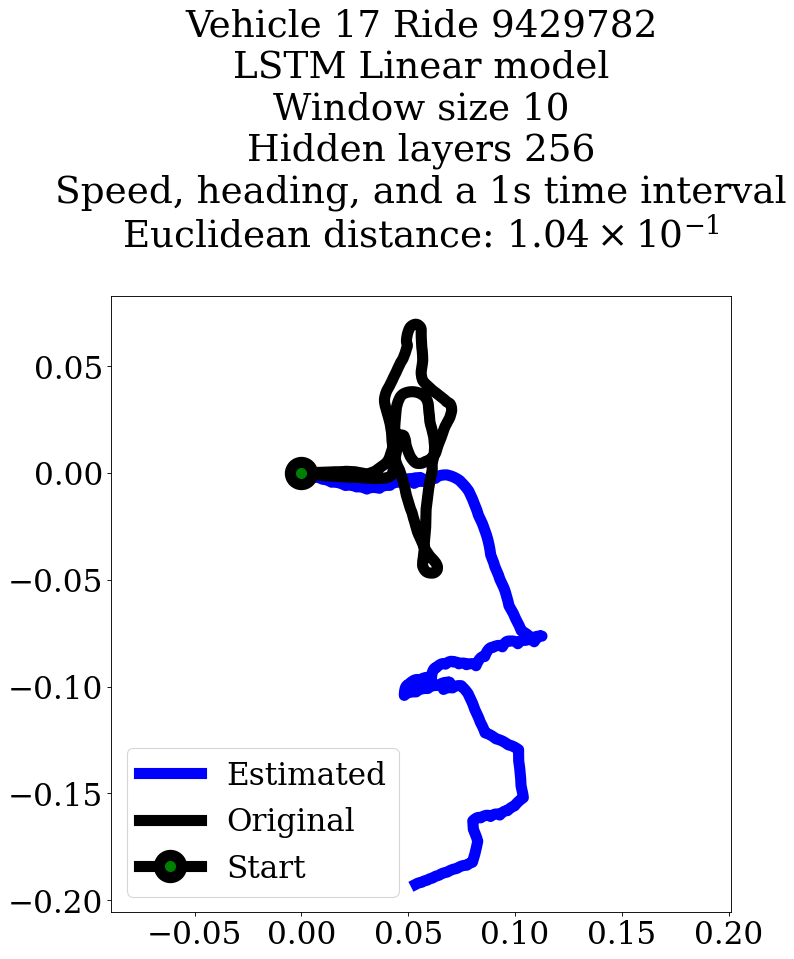 Vehicle 17 Ride 9429782
LSTM Linear model
Window size 10
Hidden layers 256
Speed, heading, and a 1s time interval
Euclidean distance: 1.04 × 10⁻¹
0.05
0.00
−0.05
−0.10
−0.15
−0.20
Estimated
Original
Start
−0.05 0.00 0.05 0.10 0.15 0.20